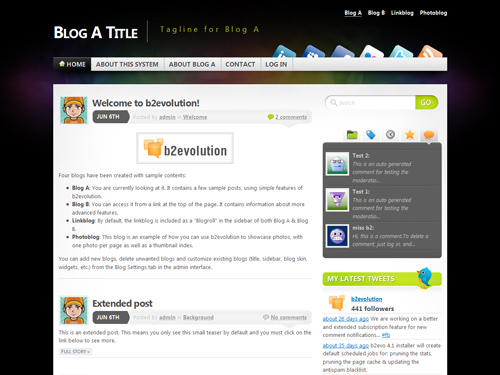 Blog A Blog B Linkblog Photoblog
BLOG A TITLE
Tagline for Blog A
HOME ABOUT THIS SYSTEM ABOUT BLOG A CONTACT LOG IN
Welcome to b2evolution!
JUN 6TH Posted by admin in Welcome 2 comments
b2evolution
Four blogs have been created with sample contents:
Blog A: You are currently looking at it. It contains a few sample posts, using simple features of
b2evolution.
Blog B: You can access it from a link at the top of the page. It contains information about more
advanced features.
Linkblog: By default, the linkblog is included as a "Blogroll" in the sidebar of both Blog A & Blog
B.
Photoblog: This blog is an example of how you can use b2evolution to showcase photos, with
one photo per page as well as a thumbnail index.
You can add new blogs, delete unwanted blogs and customize existing blogs (title, sidebar, blog skin,
widgets, etc.) from the Blog Settings tab in the admin interface.
Extended post
JUN 6TH Posted by admin in Background No comments
This is an extended post. This means you only see this small teaser by default and you must click on the
link below to see more.
FULL STORY »
Search GO
Test 2:
This is an auto generated
comment for testing the
moderatio...
Test 1:
This is an auto generated
comment for testing the
moderatio...
miss b2:
Hi, this is a comment.To delete a
comment, just log in, and...
MY LATEST TWEETS
b2evolution
441 followers
about 26 days ago We are working on a better
and extended subscription feature for new
comment notifications... #fb
about 35 days ago b2evo 4.1 installer will create
default scheduled jobs for: pruning the stats,
pruning the page cache & updating the
antispam blacklist.